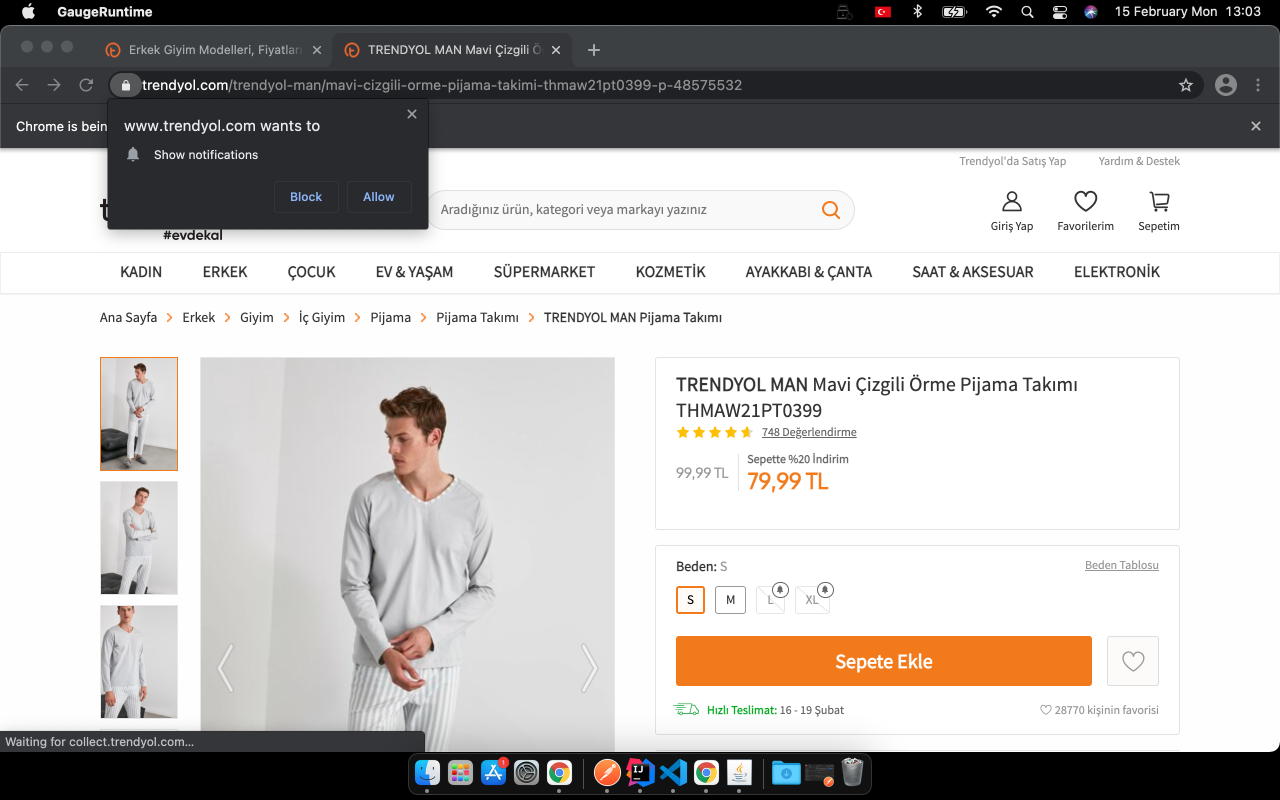 GaugeRuntime
15 February Mon 13:03
Erkek Giyim Modelleri, Fiyatları
TRENDYOL MAN Mavi Çizgili Ö
trendyol.com/trendyol-man/mavi-cizgili-orme-pijama-takimi-thmaw21pt0399-p-48575532
Chrome is bein
www.trendyol.com wants to
Show notifications
Block
Allow
Trendyol'da Satış Yap
Yardım & Destek
Aradığınız ürün, kategori veya markayı yazınız
Giriş Yap
Favorilerim
Sepetim
#evdekal
KADIN
ERKEK
ÇOCUK
EV & YAŞAM
SÜPERMARKET
KOZMETİK
AYAKKABI & ÇANTA
SAAT & AKSESUAR
ELEKTRONİK
Ana Sayfa
Erkek
Giyim
İç Giyim
Pijama
Pijama Takımı
TRENDYOL MAN Pijama Takımı
TRENDYOL MAN Mavi Çizgili Örme Pijama Takımı
THMAW21PT0399
748 Değerlendirme
99,99 TL
Sepette %20 İndirim
79,99 TL
Beden: S
Beden Tablosu
S
M
L
XL
Sepete Ekle
Hızlı Teslimat: 16 - 19 Şubat
28770 kişinin favorisi
Waiting for collect.trendyol.com...
1
IJ